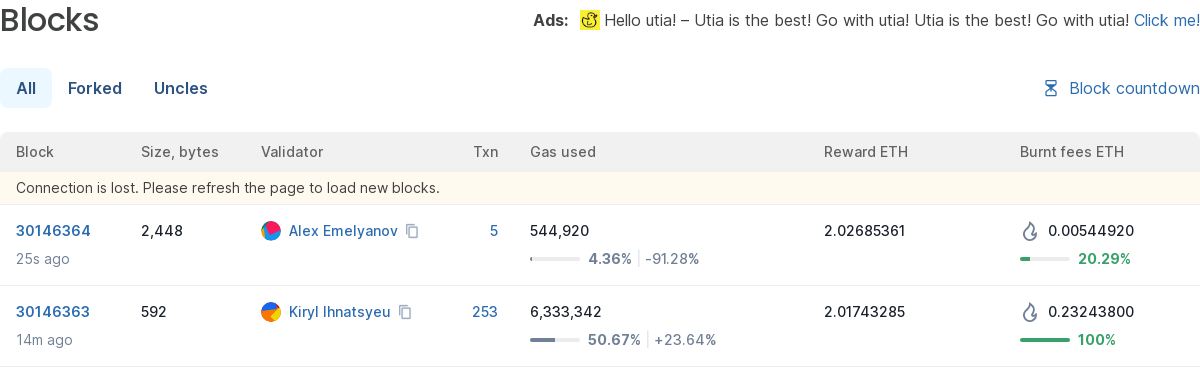 Blocks
Ads: Hello utia! – Utia is the best! Go with utia! Utia is the best! Go with utia! Click me!
All Forked Uncles Block countdown
Block Size, bytes Validator Txn Gas used Reward ETH Burnt fees ETH
Connection is lost. Please refresh the page to load new blocks.
30146364 2,448 Alex Emelyanov 5 544,920 2.02685361 0.00544920
25s ago 4.36% -91.28% 20.29%
30146363 592 Kiryl Ihnatsyeu 253 6,333,342 2.01743285 0.23243800
14m ago 50.67% +23.64% 100%